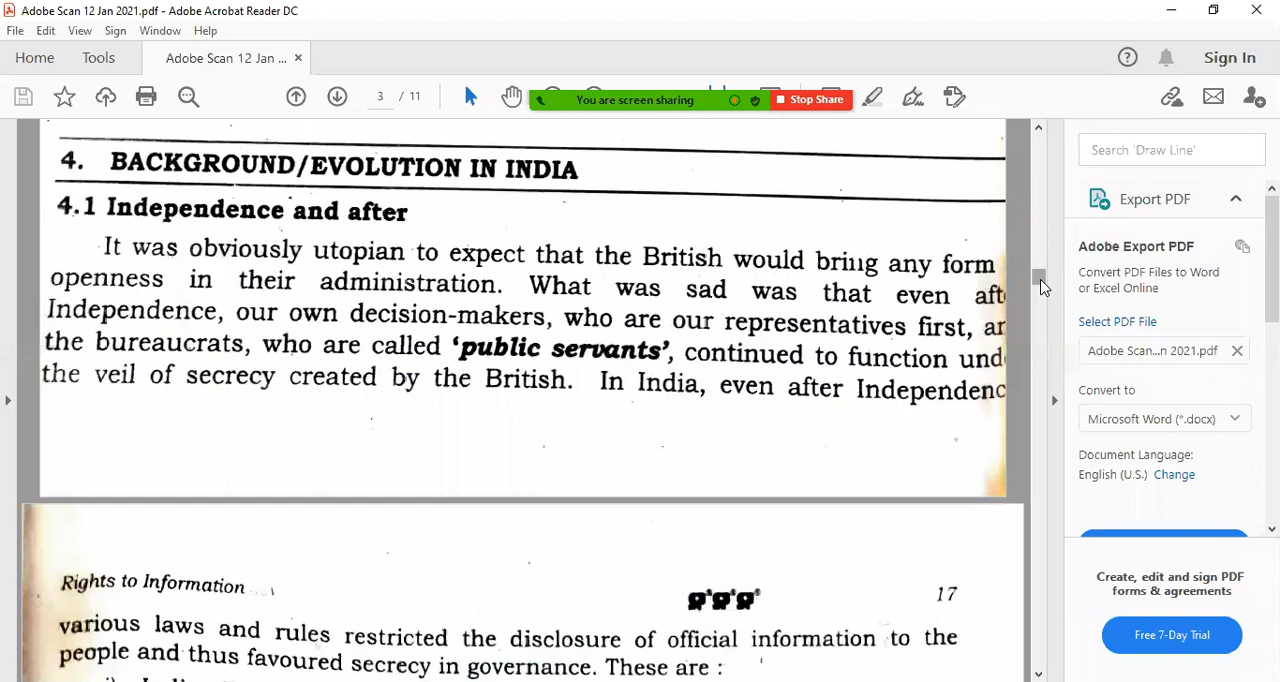 Adobe Scan 12 Jan 2021.pdf - Adobe Acrobat Reader DC
File Edit View Sign Window Help
Home Tools Adobe Scan 12 Jan ... × Sign In
3 / 11 You are screen sharing Stop Share
4. BACKGROUND/EVOLUTION IN INDIA
4.1 Independence and after
It was obviously utopian to expect that the British would bring any form
openness in their administration. What was sad was that even aft
Independence, our own decision-makers, who are our representatives first, an
the bureaucrats, who are called ‘public servants’, continued to function und
the veil of secrecy created by the British. In India, even after Independenc
Rights to Information 17
various laws and rules restricted the disclosure of official information to the
people and thus favoured secrecy in governance. These are :
Search 'Draw Line'
Export PDF
Adobe Export PDF
Convert PDF Files to Word
or Excel Online
Select PDF File
Adobe Scan...n 2021.pdf
Convert to
Microsoft Word (*.docx)
Document Language:
English (U.S.) Change
Create, edit and sign PDF
forms & agreements
Free 7-Day Trial